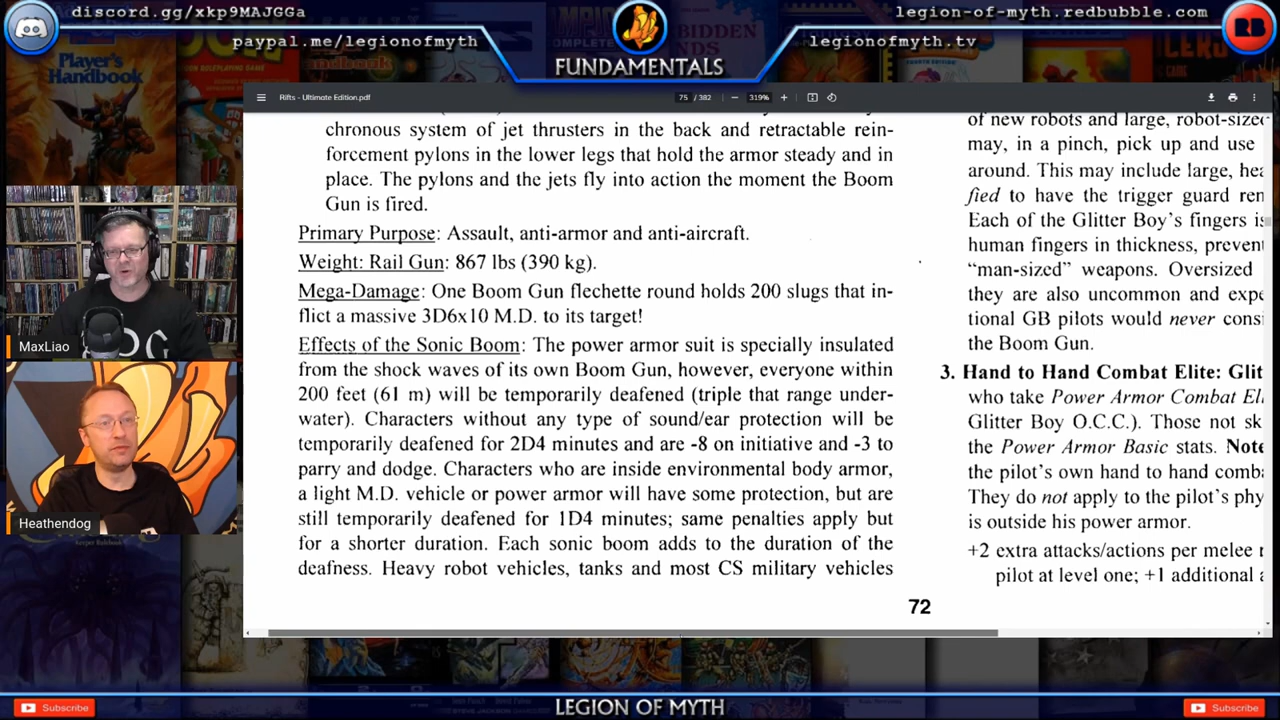 discord.gg/xkp9MAJGGa
paypal.me/legionofmyth
FUNDAMENTALS
legion-of-myth.redbubble.com
legionofmyth.tv
RB
Player's
Handbook
Rifts - Ultimate Edition.pdf
75 / 382
319%
chronous system of jet thrusters in the back and retractable rein-
forcement pylons in the lower legs that hold the armor steady and in
place. The pylons and the jets fly into action the moment the Boom
Gun is fired.
Primary Purpose: Assault, anti-armor and anti-aircraft.
Weight: Rail Gun: 867 lbs (390 kg).
Mega-Damage: One Boom Gun flechette round holds 200 slugs that in-
flict a massive 3D6x10 M.D. to its target!
Effects of the Sonic Boom: The power armor suit is specially insulated
from the shock waves of its own Boom Gun, however, everyone within
200 feet (61 m) will be temporarily deafened (triple that range under-
water). Characters without any type of sound/ear protection will be
temporarily deafened for 2D4 minutes and are -8 on initiative and -3 to
parry and dodge. Characters who are inside environmental body armor,
a light M.D. vehicle or power armor will have some protection, but are
still temporarily deafened for 1D4 minutes; same penalties apply but
for a shorter duration. Each sonic boom adds to the duration of the
deafness. Heavy robot vehicles, tanks and most CS military vehicles
72
of new robots and large, robot-size
may, in a pinch, pick up and use
around. This may include large, hea
fied to have the trigger guard
Each of the Glitter Boy's fingers is
human fingers in thickness, preven
"man-sized" weapons. Oversized
they are also uncommon and expe
tional GB pilots would never consi
the Boom Gun.
3. Hand to Hand Combat Elite: Glit
who take Power Armor Combat El
Glitter Boy O.C.C.). Those not sk
the Power Armor Basic stats. Note
the pilot's own hand to hand comb
They do not apply to the pilot's phy
is outside his power armor.
+2 extra attacks/actions per melee
pilot at level one; +1 additional
MaxLiao
Heathendog
Subscribe
LEGION OF MYTH
Subscribe